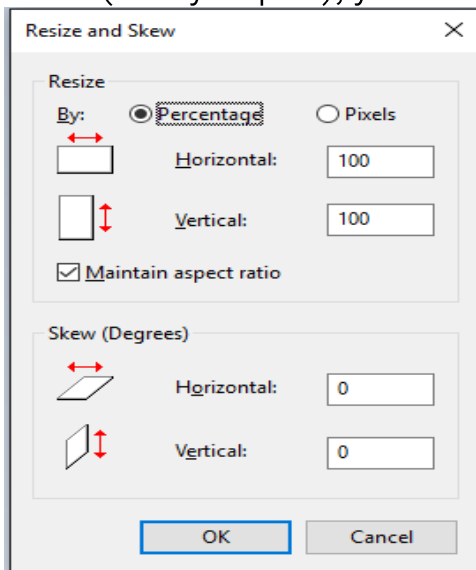 Resize and Skew
Resize
By: Percentage Pixels
Horizontal: 100
Vertical: 100
Maintain aspect ratio
Skew (Degrees)
Horizontal: 0
Vertical: 0
OK Cancel